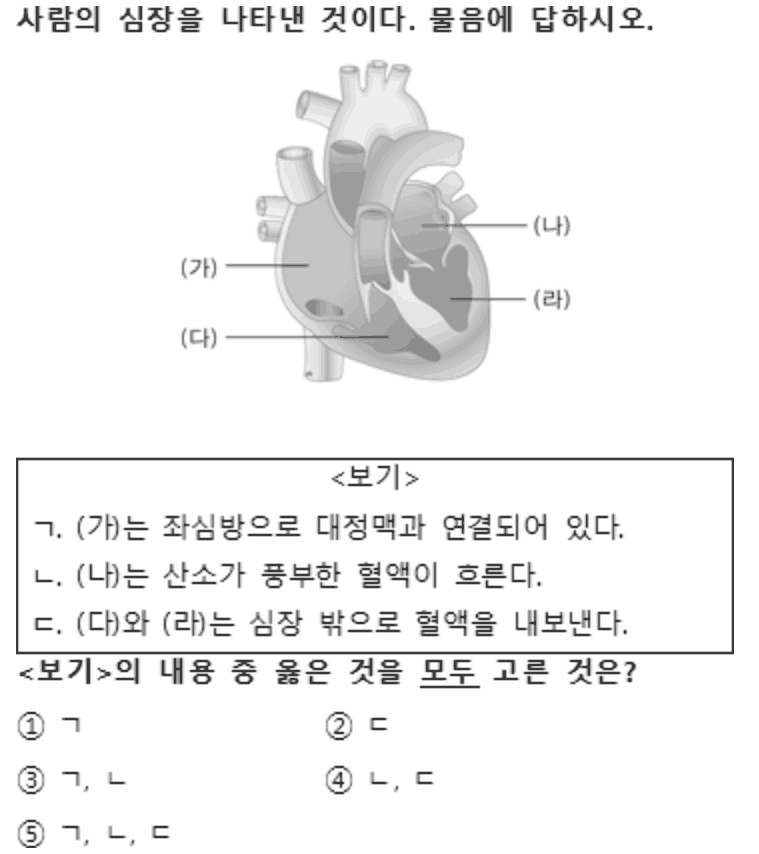 사람의 심장을 나타낸 것이다. 물음에 답하시오.
(나)
(가)
(라)
(다)
<보기>
ㄱ. (가)는 좌심방으로 대정맥과 연결되어 있다.
ㄴ. (나)는 산소가 풍부한 혈액이 흐른다.
ㄷ. (다)와 (라)는 심장 밖으로 혈액을 내보낸다.
<보기>의 내용 중 옳은 것을 모두 고른 것은?
① ㄱ ② ㄷ
③ ㄱ, ㄴ ④ ㄴ, ㄷ
⑤ ㄱ, ㄴ, ㄷ